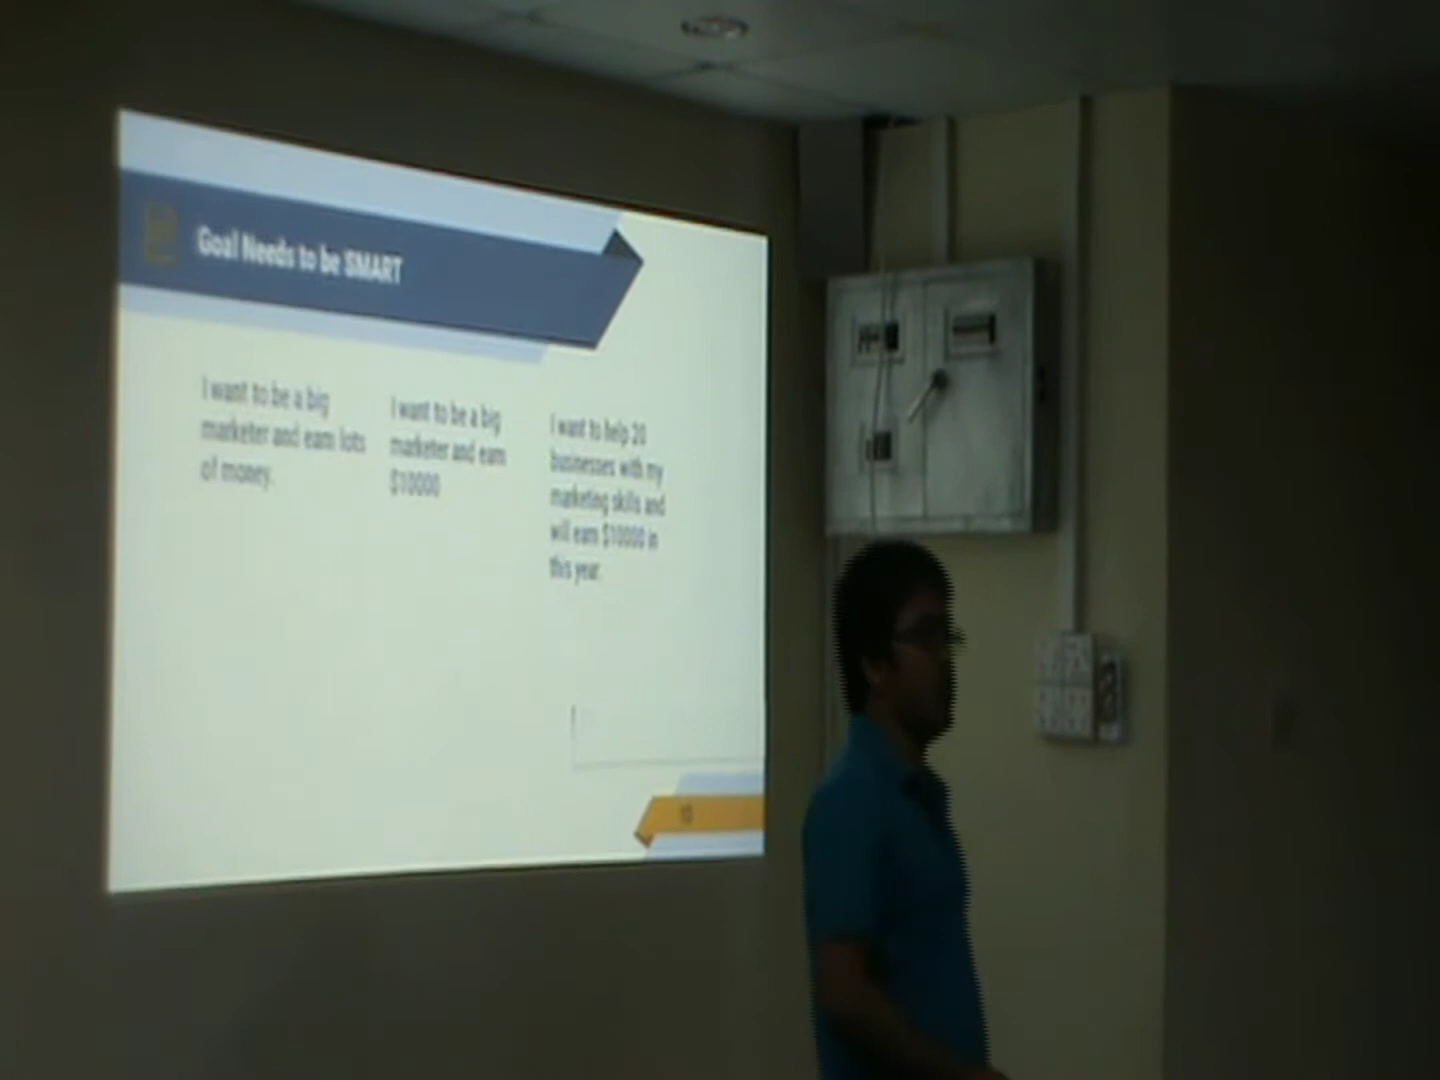 Goal Needs to be SMART
I want to be a big
marketer and earn lots
of money.
I want to be a big
marketer and earn
$10000
I want to help 20
businesses with my
marketing skills and
will earn $10000 in
this year.
10